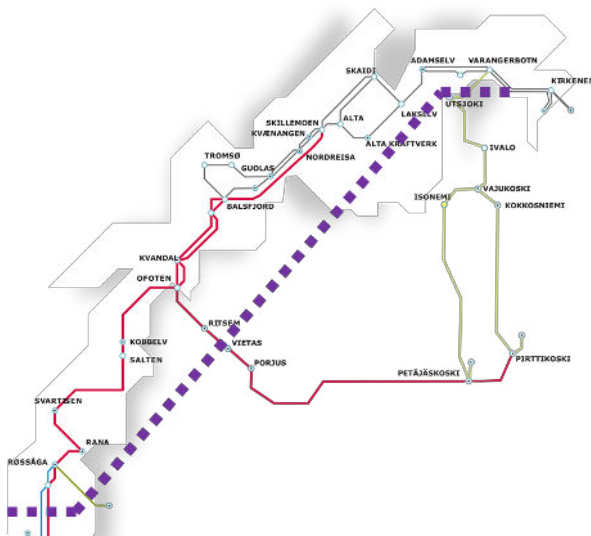 ADAMSELV
VARANGERBOTN
SKAIDI
KIRKENES
UTSJOKI
LAKSELV
ALTA
SKILLEMOEN
KVÆNANGEN
ALTA KRAFTVERK
IVALO
NORDREISA
TROMSØ
GUOLAS
VAJUKOSKI
BALSFJORD
ISONEMI
KOKKOSNIEMI
KVANDAL
OFOTEN
RITSEM
KOBBELV
VIETAS
SALTEN
PORJUS
PIRTTIKOSKI
PETÄJÄSKOSKI
SVARTISEN
RANA
RØSSÅGA